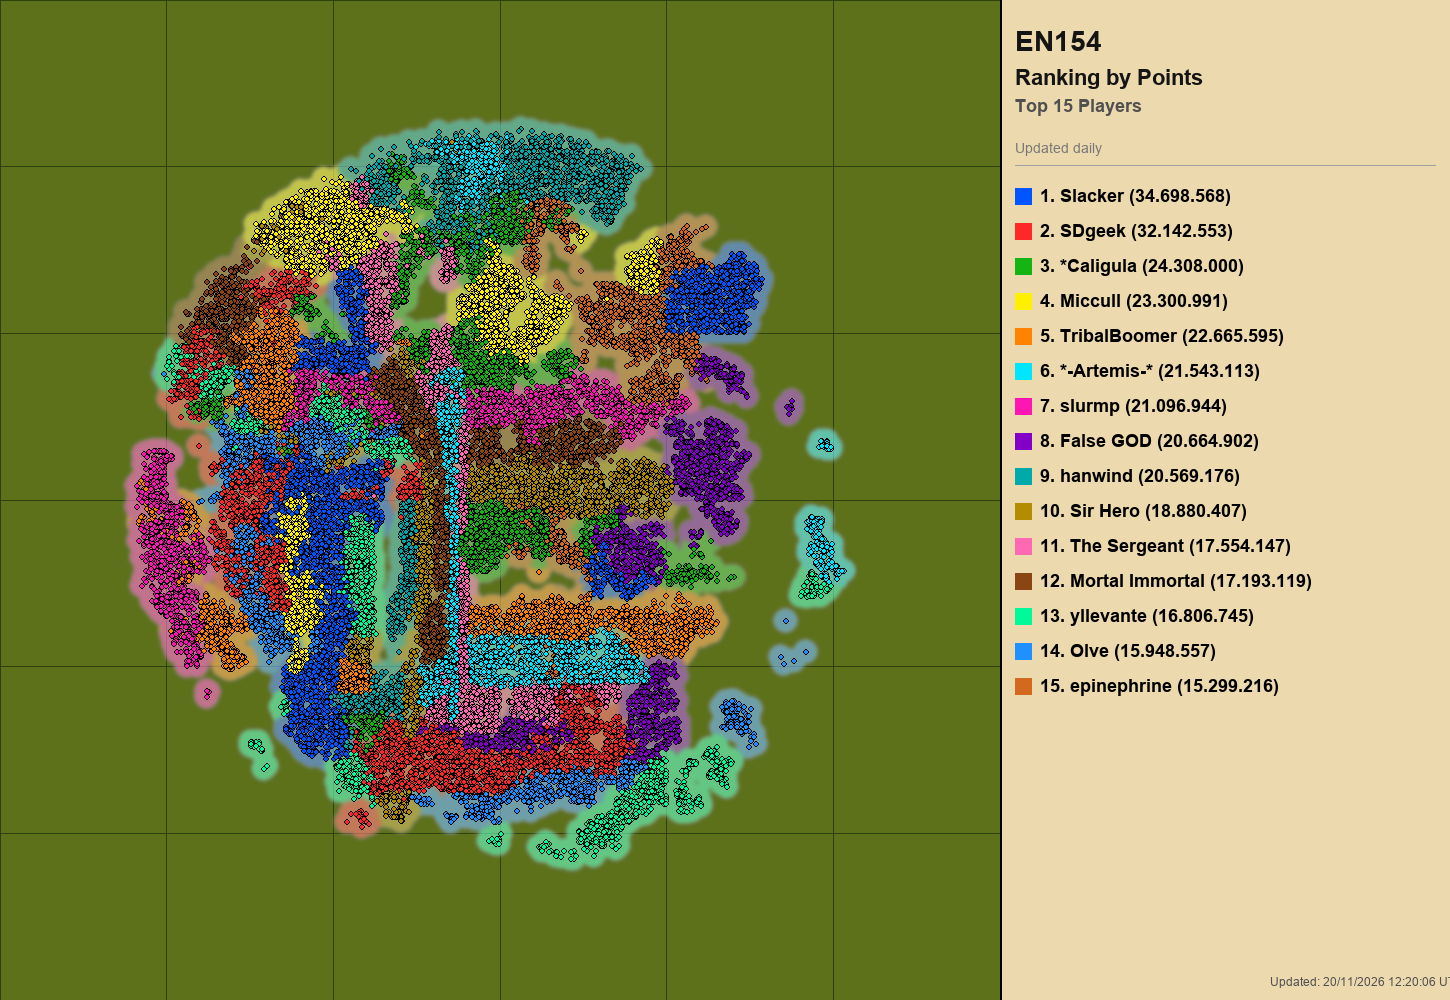 EN154
Ranking by Points
Top 15 Players
Updated daily
1. Slacker (34.698.568)
2. SDgeek (32.142.553)
3. *Caligula (24.308.000)
4. Miccull (23.300.991)
5. TribalBoomer (22.665.595)
6. *-Artemis-* (21.543.113)
7. slurmp (21.096.944)
8. False GOD (20.664.902)
9. hanwind (20.569.176)
10. Sir Hero (18.880.407)
11. The Sergeant (17.554.147)
12. Mortal Immortal (17.193.119)
13. yllevante (16.806.745)
14. Olve (15.948.557)
15. epinephrine (15.299.216)
Updated: 20/11/2026 12:20:06 U